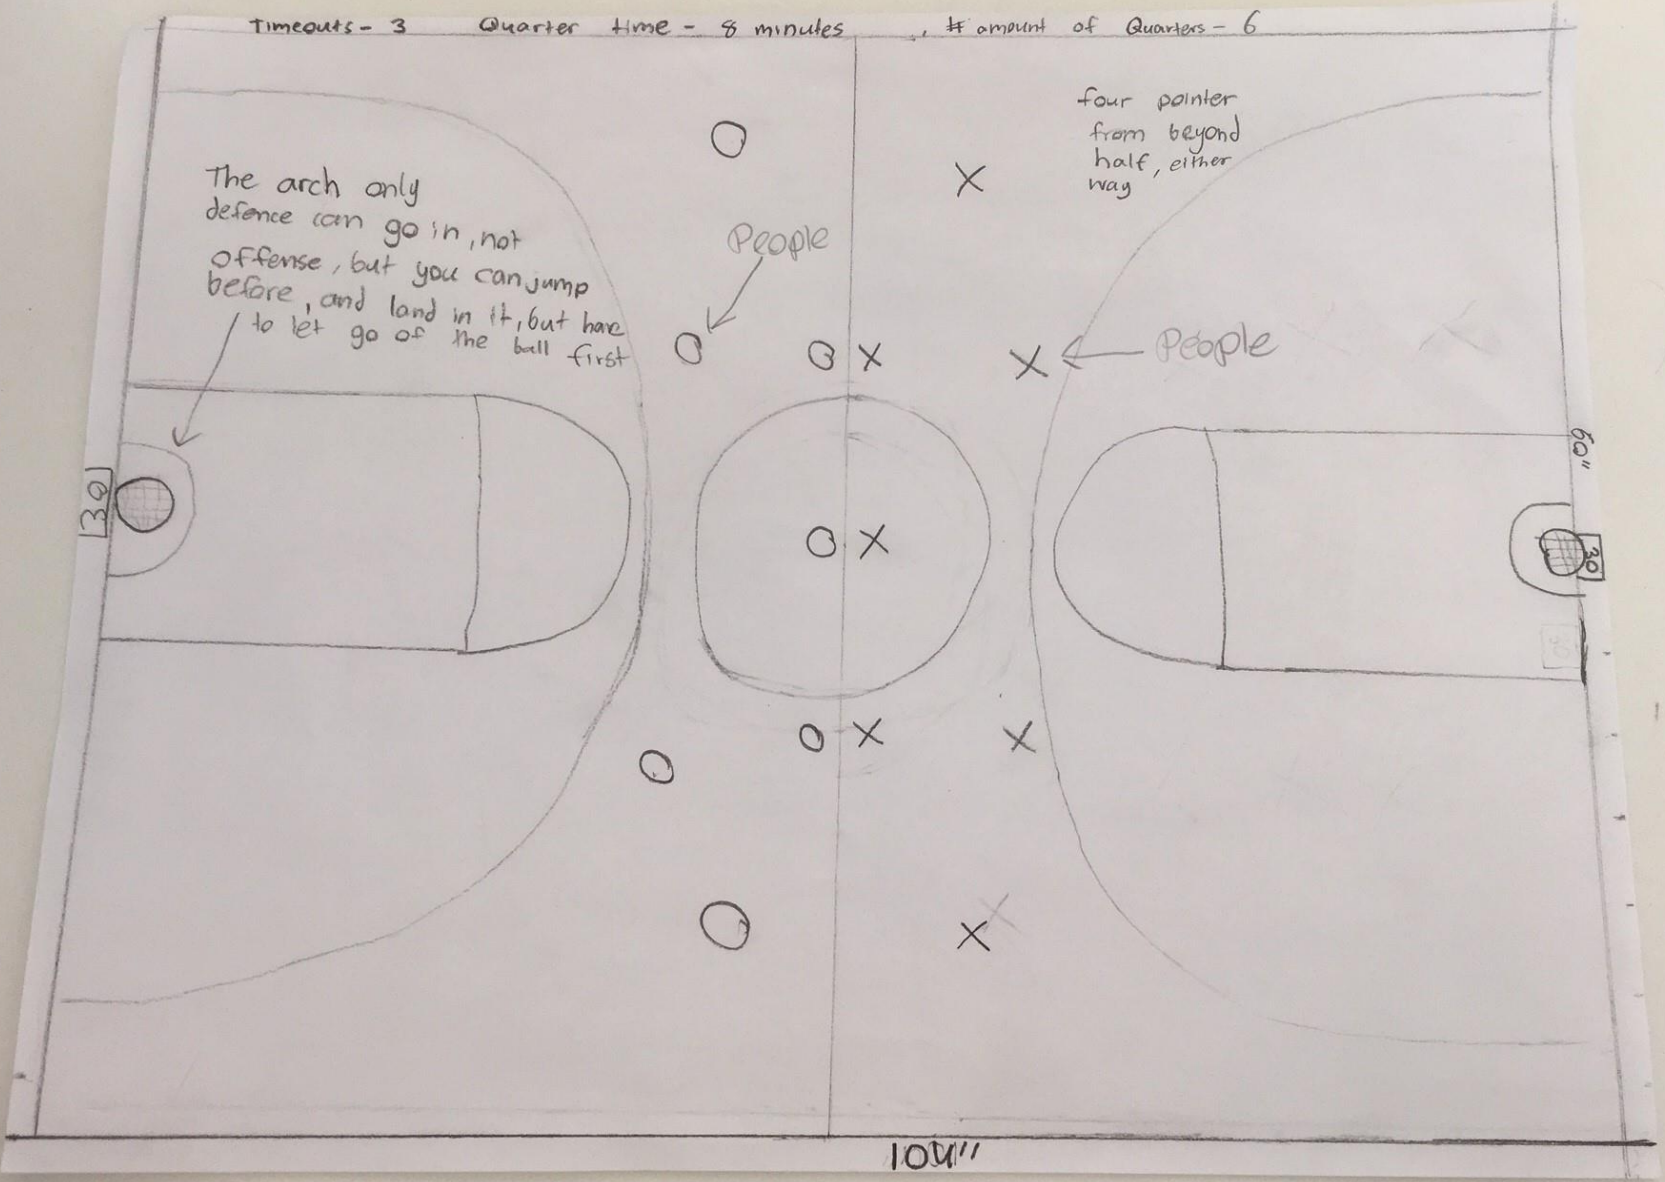 Timeouts - 3 Quarter time - 8 minutes , # amount of Quarters - 6
four pointer
from beyond
half, either
way
The arch only
defence can go in, not
offense, but you can jump
before, and land in it, but have
to let go of the ball first
People
People
30
60"
30
104"